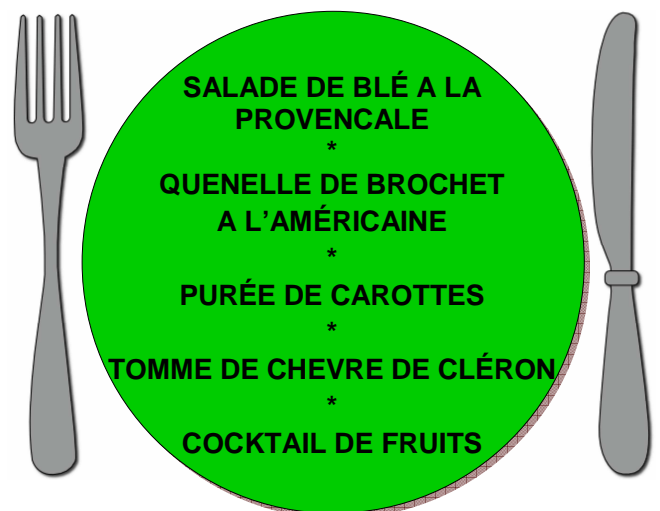 SALADE DE BLÉ A LA
PROVENCALE
*
QUENELLE DE BROCHET
A L’AMÉRICAINE
*
PURÉE DE CAROTTES
*
TOMME DE CHEVRE DE CLÉRON
*
COCKTAIL DE FRUITS